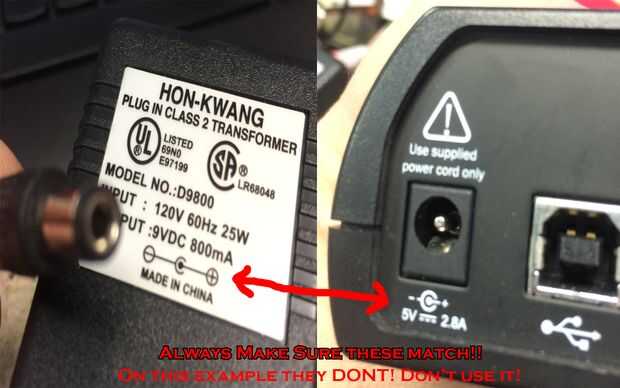 HON-KWANG
PLUG IN CLASS 2 TRANSFORMER
UL
LISTED
69N0
E97199
SA
LR68048
MODEL NO.:D9800
INPUT : 120V 60Hz 25W
PUT :9VDC 800mA
MADE IN CHINA
Use supplied
power cord only
5V 2.8A
Always Make Sure these match!!
On this example they DONT! Don't use it!